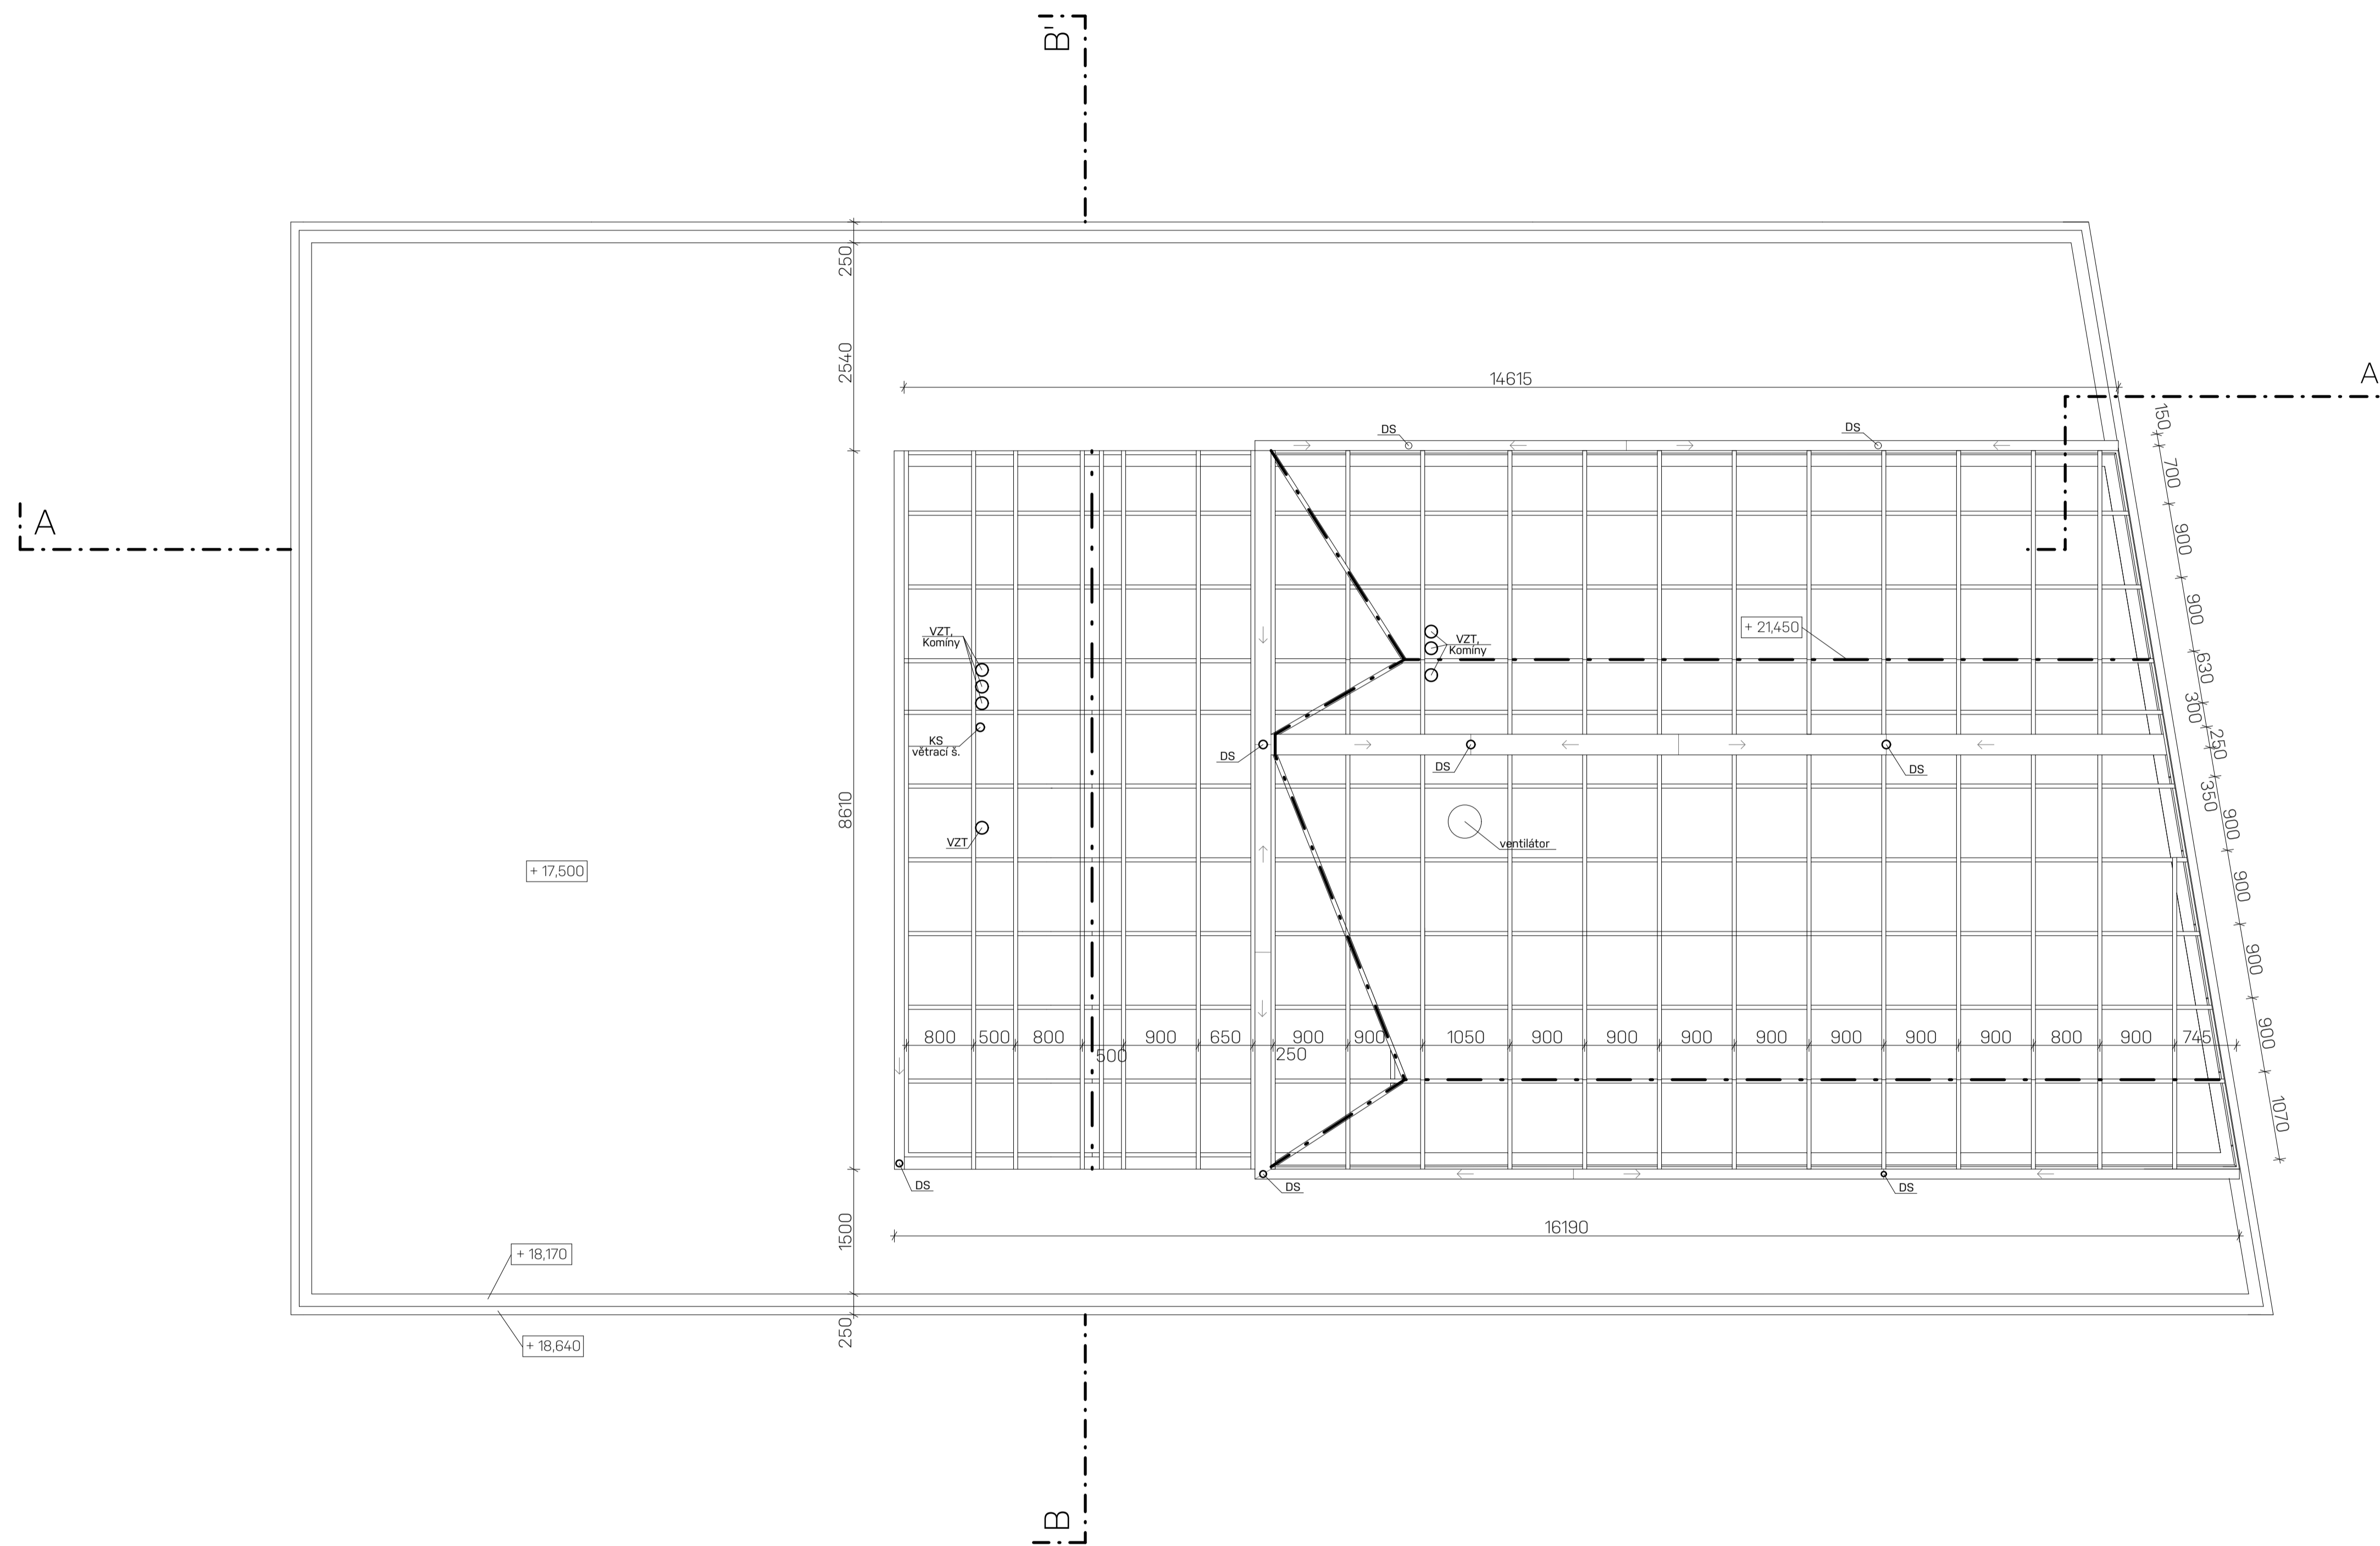 B'
250
2540
14615
A
150
DS
DS
700
A
900
900
VZT,
Komíny
VZT,
Komíny
+ 21,450
630
300
KS
větrací š.
DS
DS
DS
250
350
8610
900
VZT
ventilátor
+ 17,500
900
900
800
500
800
500
900
650
250
900
900
1050
900
900
900
900
900
900
900
800
900
745
900
1070
DS
DS
DS
1500
16190
+ 18,170
250
+ 18,640
B